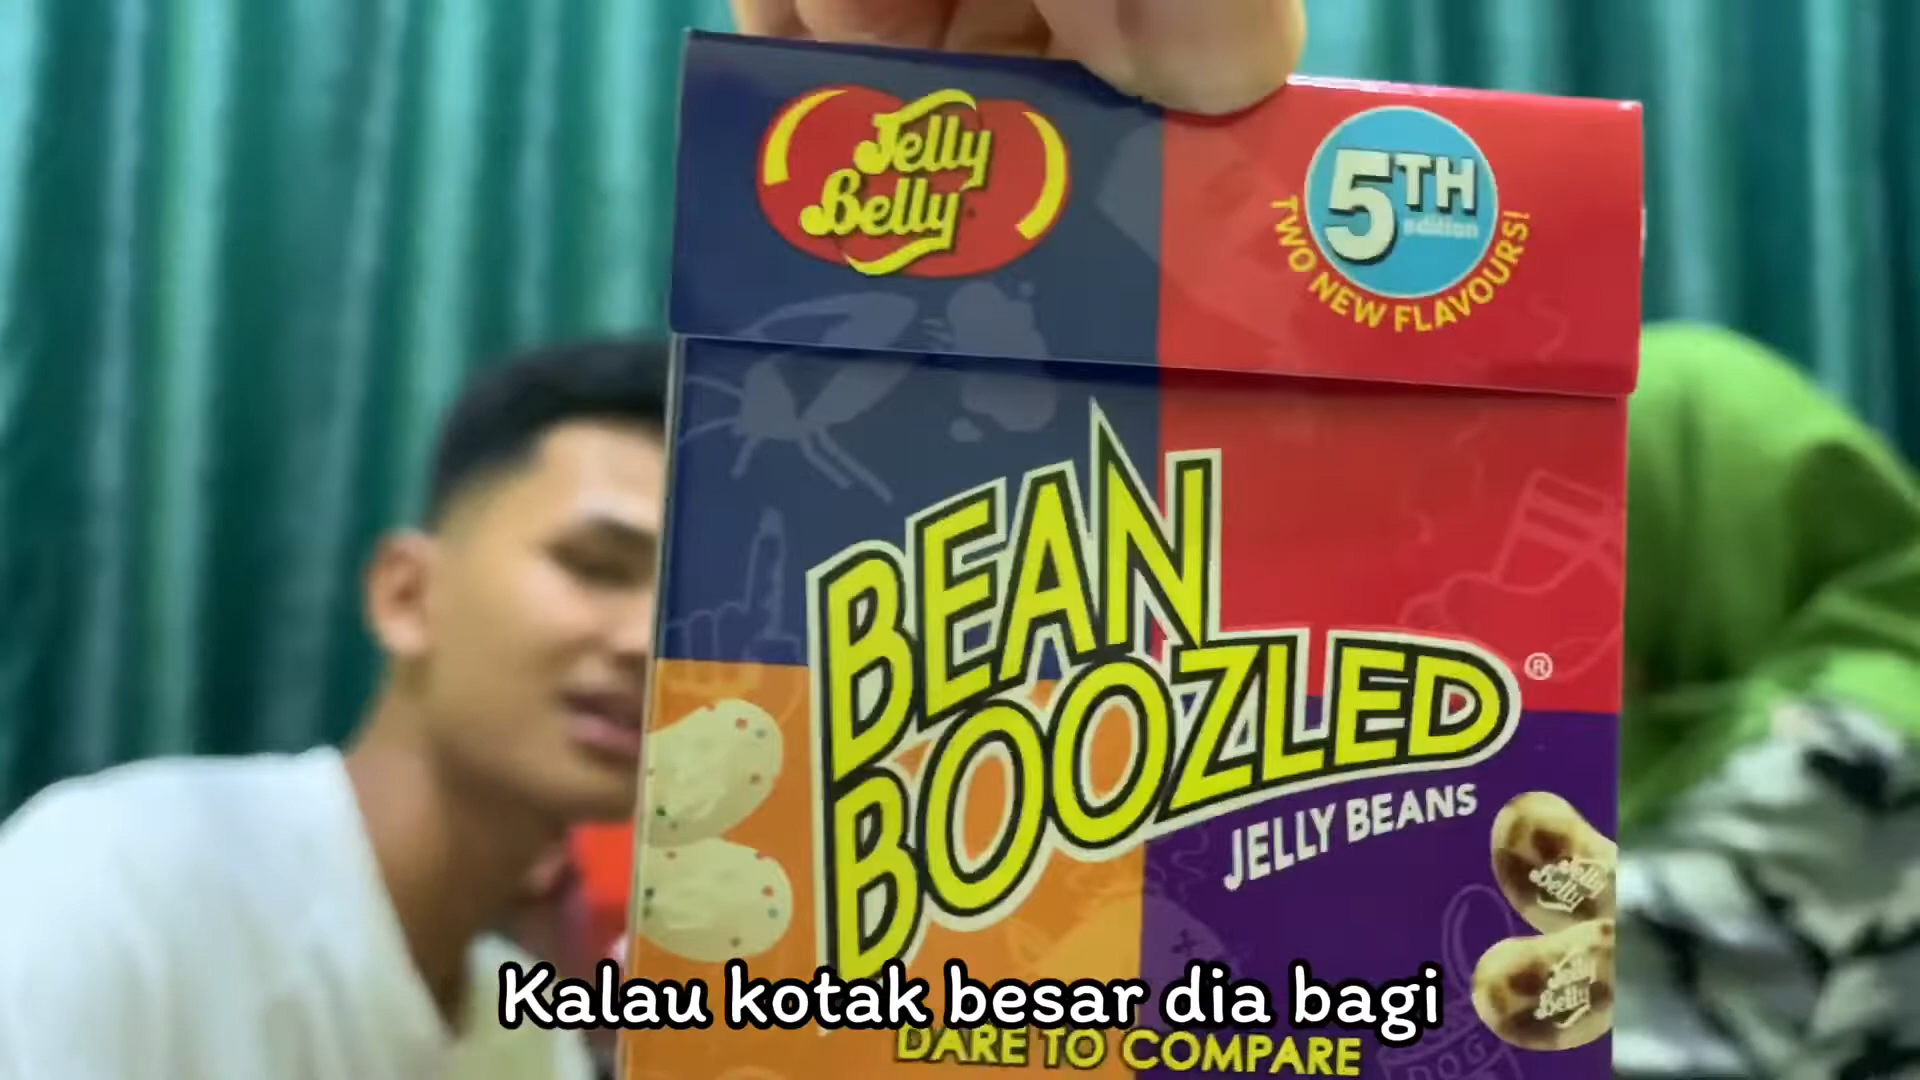 Jelly
Belly
5TH
edition
TWO NEW FLAVOURS!
BEAN
BOOZLED
®
JELLY BEANS
Jelly
Belly
Jelly
Belly
Kalau kotak besar dia bagi
DARE TO COMPARE
DOG